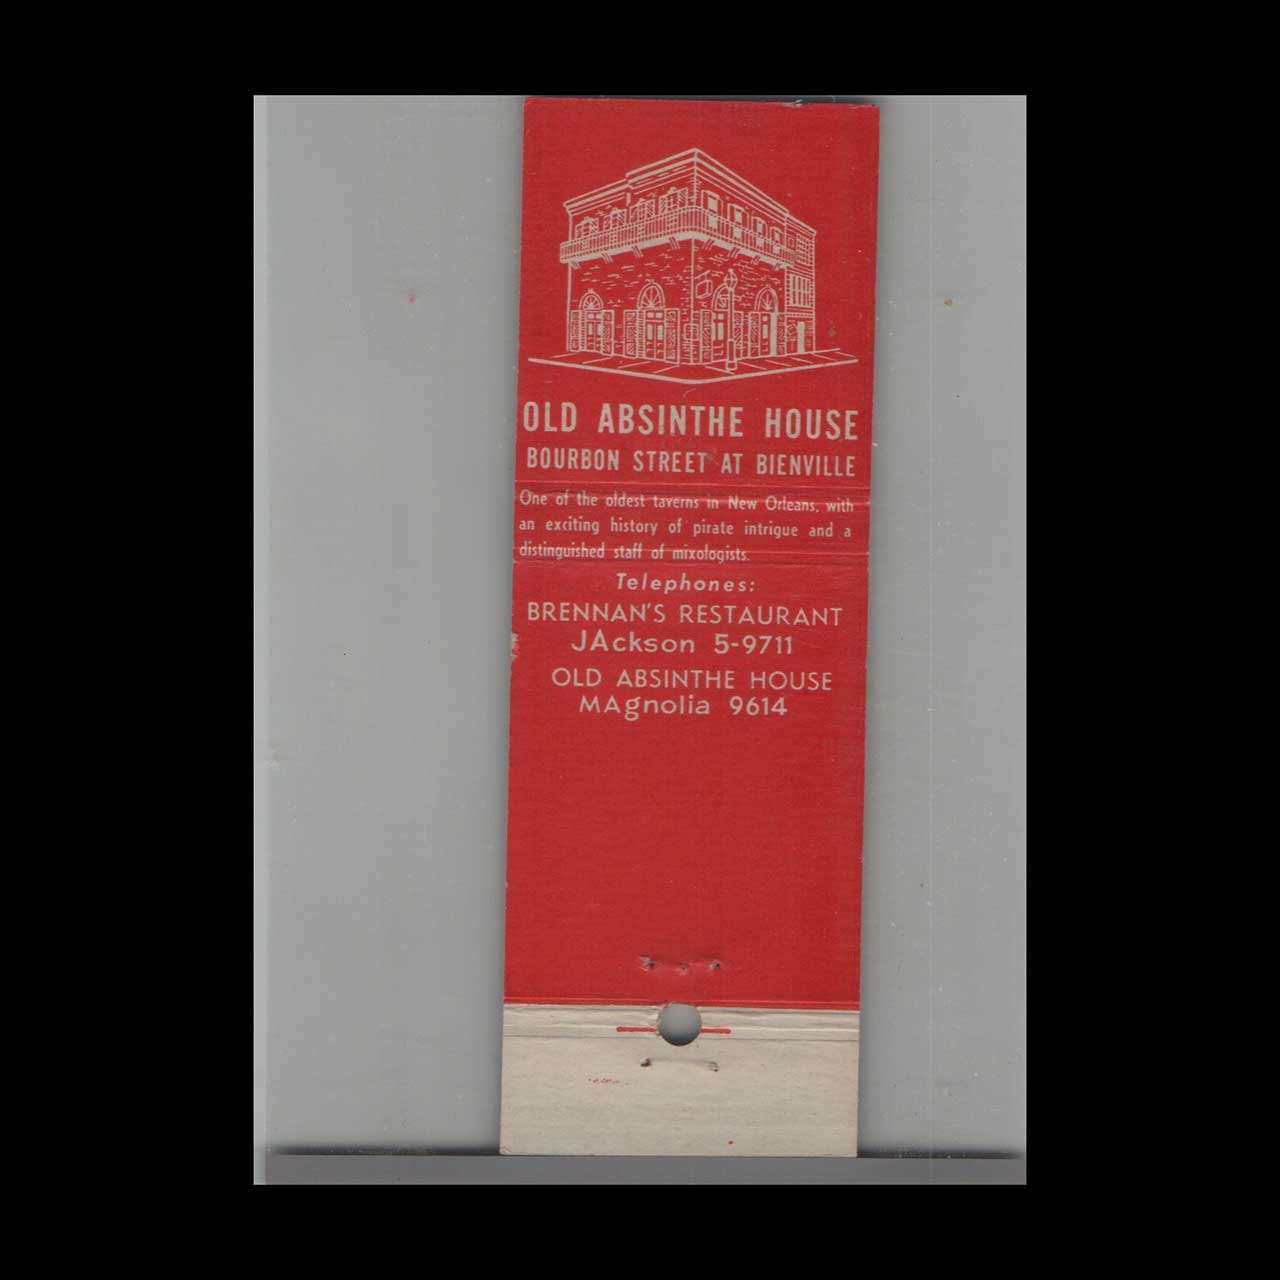 OLD ABSINTHE HOUSE
BOURBON STREET AT BIENVILLE
One of the oldest taverns in New Orleans, with
an exciting history of pirate intrigue and a
distinguished staff of mixologists.
Telephones:
BRENNAN'S RESTAURANT
JAckson 5-9711
OLD ABSINTHE HOUSE
MAgnolia 9614